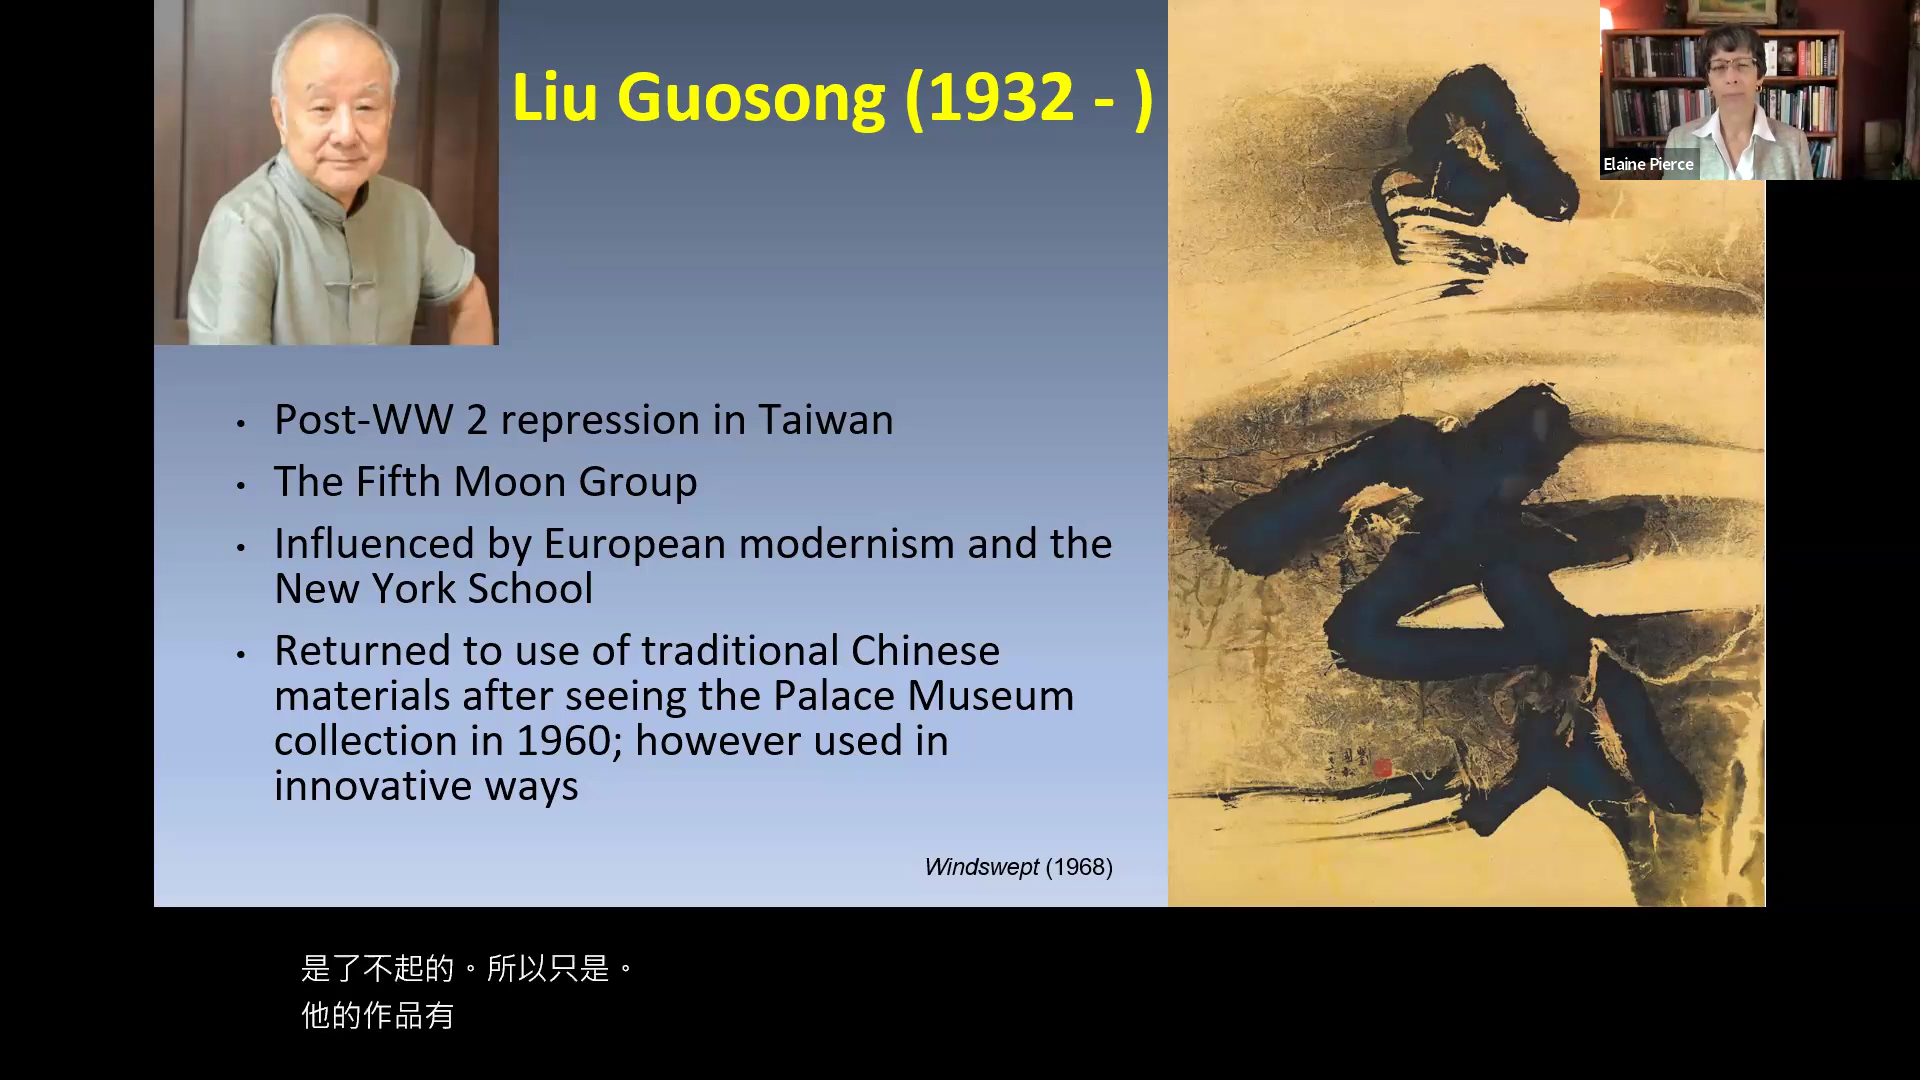 Liu Guosong (1932 - )
Elaine Pierce
• Post-WW 2 repression in Taiwan
• The Fifth Moon Group
• Influenced by European modernism and the
New York School
• Returned to use of traditional Chinese
materials after seeing the Palace Museum
collection in 1960; however used in
innovative ways
Windswept (1968)
劉國松
是了不起的。所以只是。
他的作品有